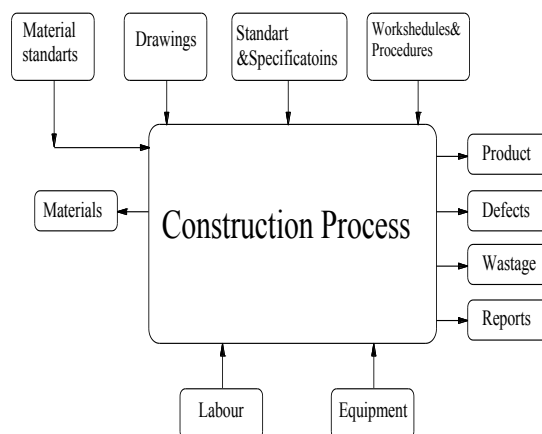 Material
standarts
Drawings
Standart
&Specificatoins
Workshedules&
Procedures
Product
Materials
Defects
Construction Process
Wastage
Reports
Labour
Equipment